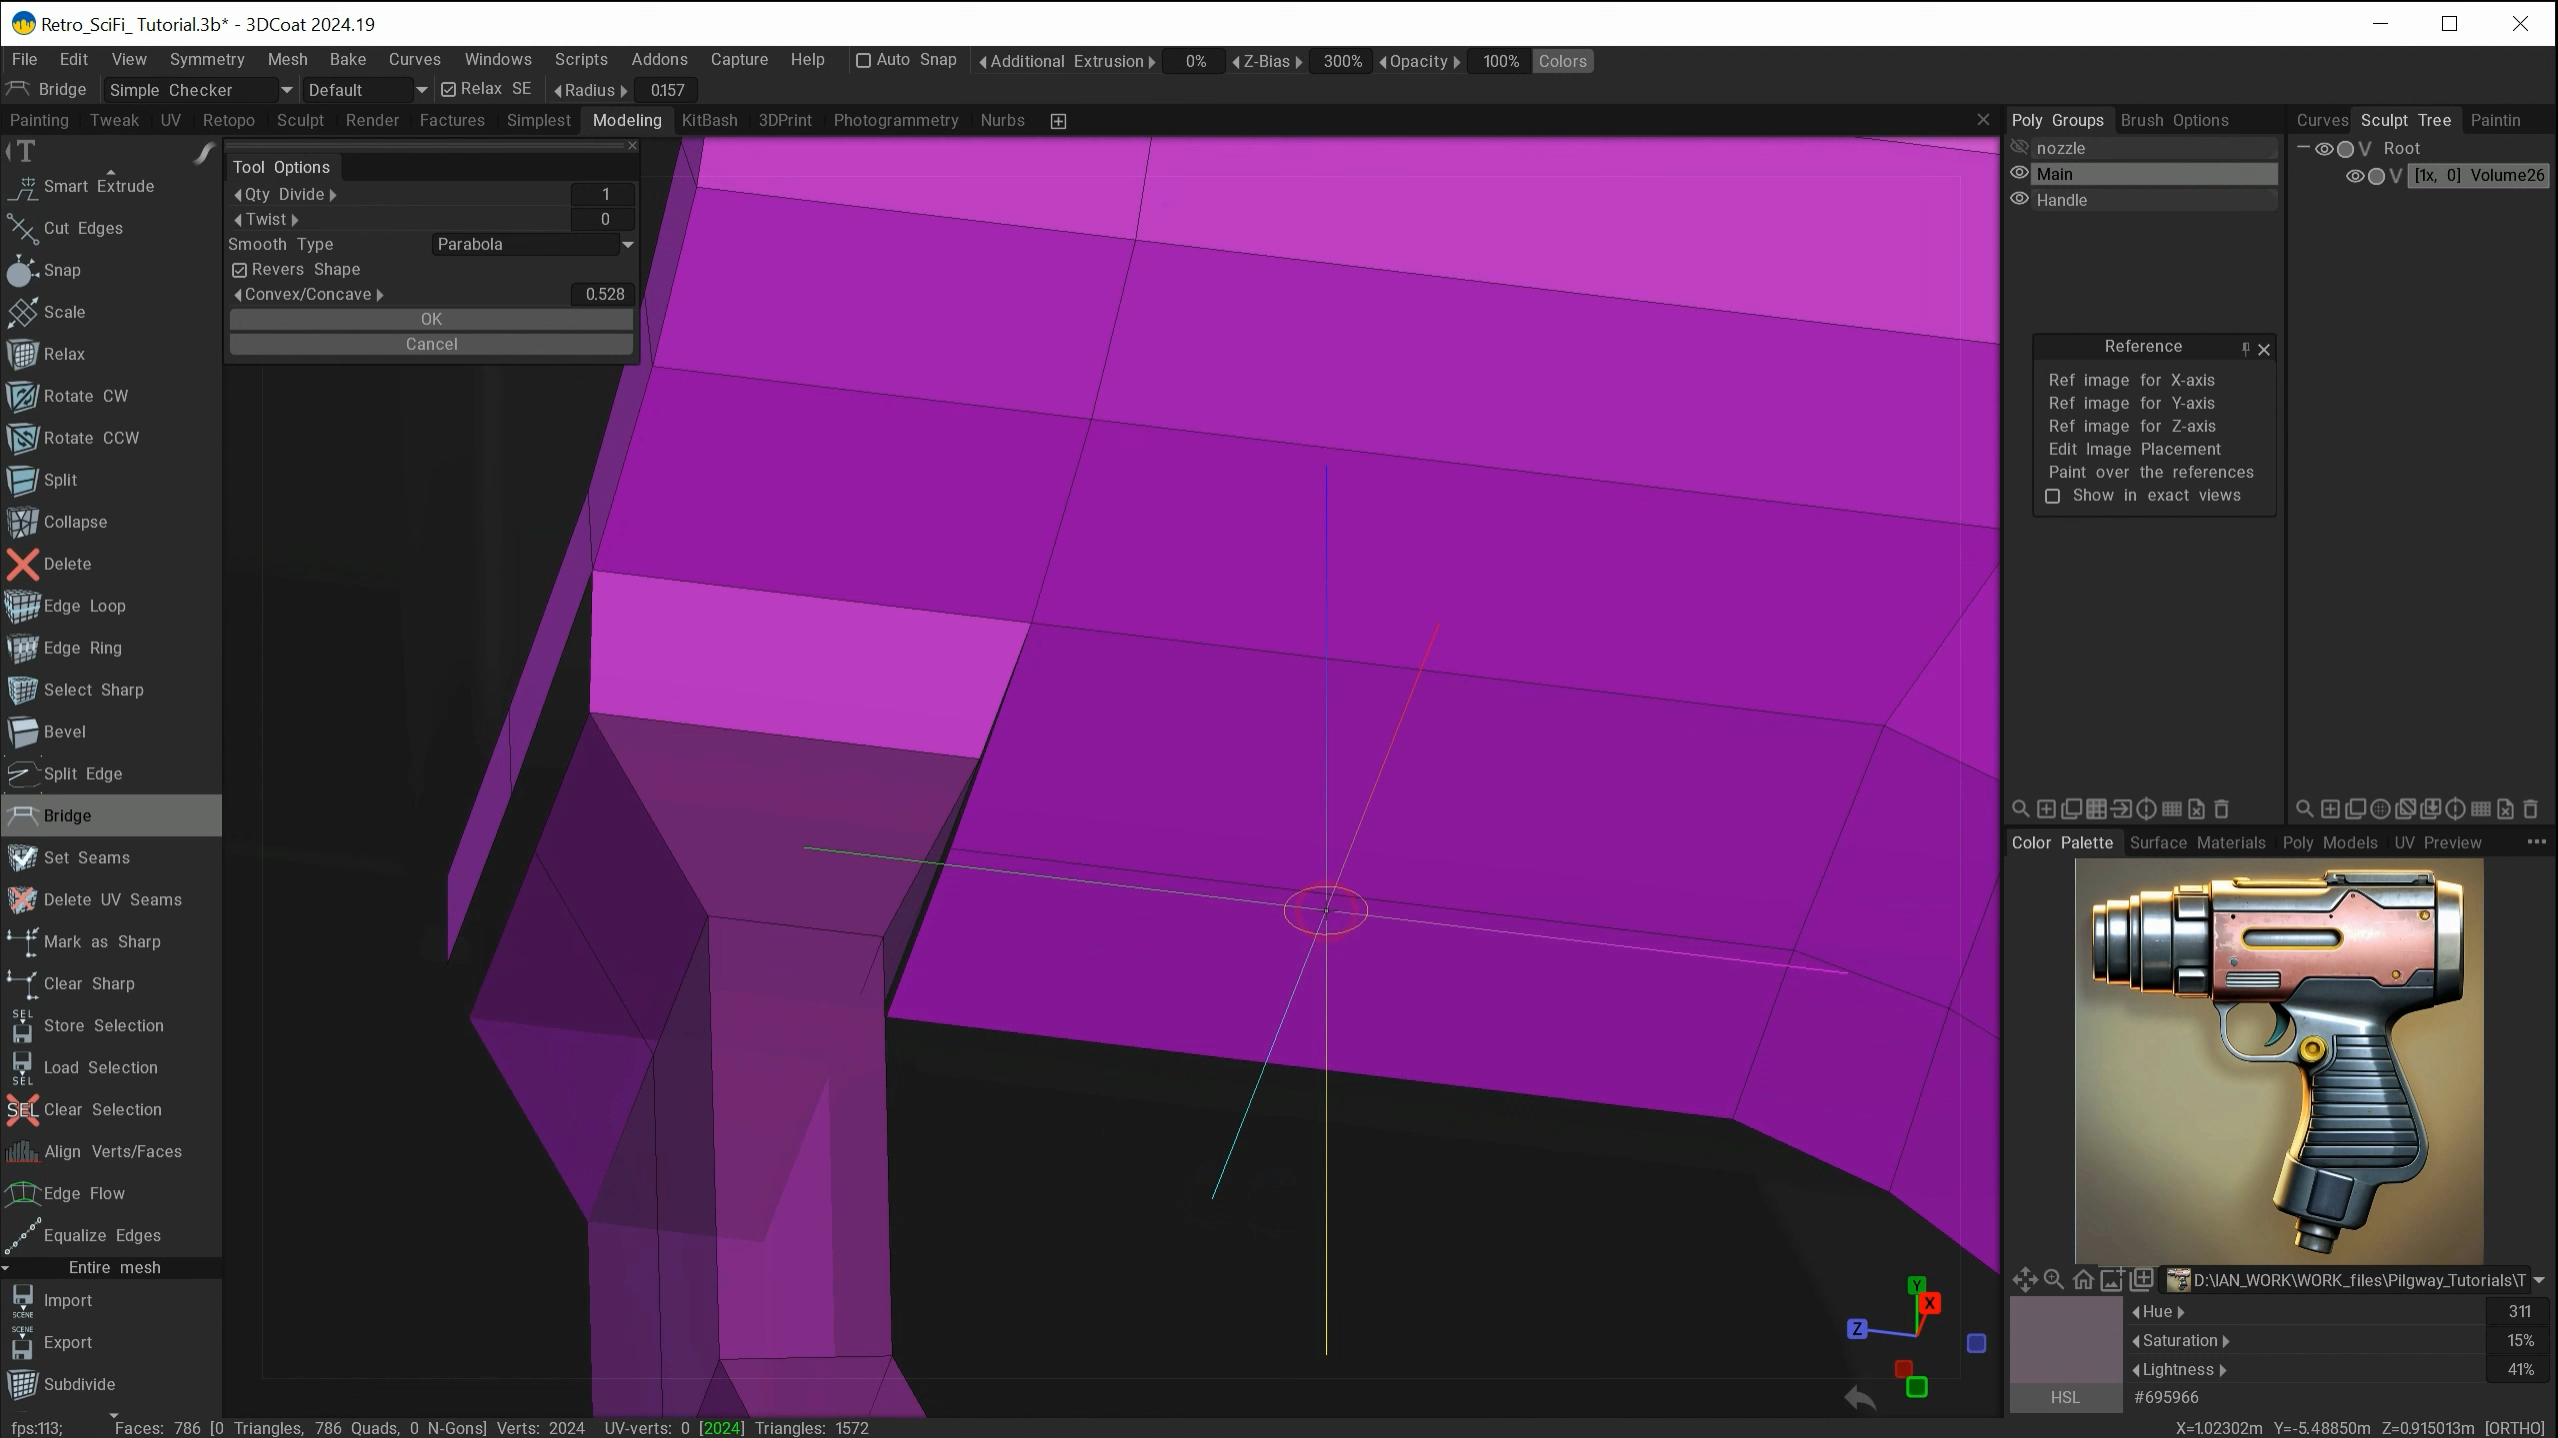 Retro_SciFi_ Tutorial.3b* - 3DCoat 2024.19
File Edit View Symmetry Mesh Bake Curves Windows Scripts Addons Capture Help Auto Snap Additional Extrusion 0% Z-Bias 300% Opacity 100% Colors
Bridge Simple Checker Default Relax SE Radius 0.157
Painting Tweak UV Retopo Sculpt Render Factures Simplest Modeling KitBash 3DPrint Photogrammetry Nurbs
T
Smart Extrude
Cut Edges
Snap
Scale
Relax
Rotate CW
Rotate CCW
Split
Collapse
Delete
Edge Loop
Edge Ring
Select Sharp
Bevel
Split Edge
Bridge
Set Seams
Delete UV Seams
Mark as Sharp
Clear Sharp
SEL Store Selection
Load Selection
SEL
SEL Clear Selection
Align Verts/Faces
Edge Flow
Equalize Edges
Entire mesh
Import
SCENE
SCENE
Export
Subdivide
Tool Options
Qty Divide 1
Twist 0
Smooth Type Parabola
Revers Shape
Convex/Concave 0.528
OK
Cancel
Y
X
Z
Poly Groups Brush Options
nozzle
Main
Handle
Curves Sculpt Tree Paintin
V Root
V [1x, 0] Volume26
Reference
Ref image for X-axis
Ref image for Y-axis
Ref image for Z-axis
Edit Image Placement
Paint over the references
Show in exact views
Color Palette Surface Materials Poly Models UV Preview
D:\IAN_WORK\WORK_files\Pilgway_Tutorials\T
Hue 311
Saturation 15%
Lightness 41%
HSL #695966
fps:113; Faces: 786 [0 Triangles, 786 Quads, 0 N-Gons] Verts: 2024 UV-verts: 0 [2024] Triangles: 1572
X=1.02302m Y=-5.48850m Z=0.915013m [ORTHO]